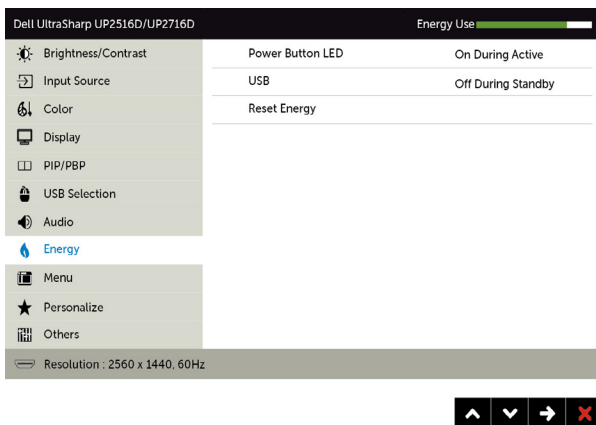 Dell UltraSharp UP2516D/UP2716D Energy Use
Brightness/Contrast Power Button LED On During Active
Input Source USB Off During Standby
Color Reset Energy
Display
PIP/PBP
USB Selection
Audio
Energy
Menu
Personalize
Others
Resolution : 2560 x 1440, 60Hz